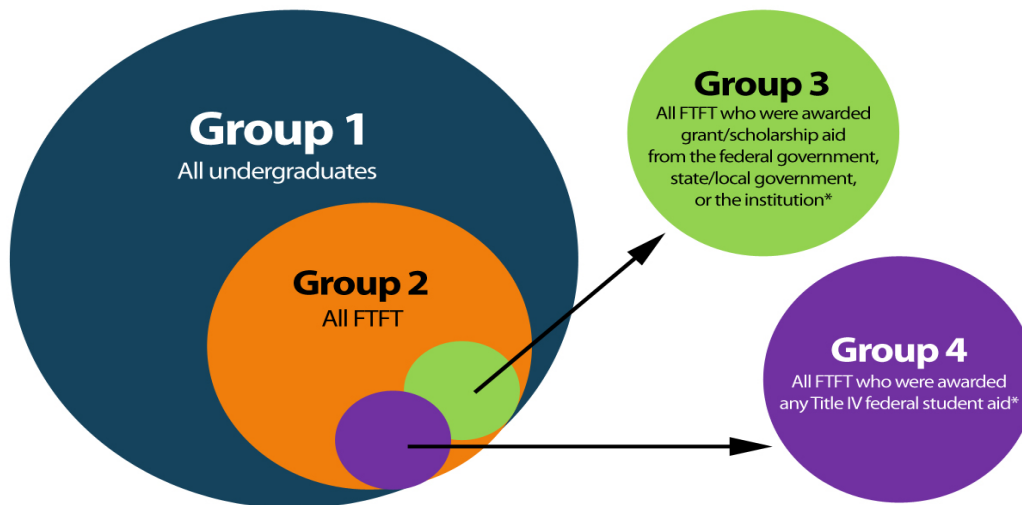 Group 1
All undergraduates
Group 2
All FTFT
Group 3
All FTFT who were awarded
grant/scholarship aid
from the federal government,
state/local government,
or the institution*
Group 4
All FTFT who were awarded
any Title IV federal student aid*